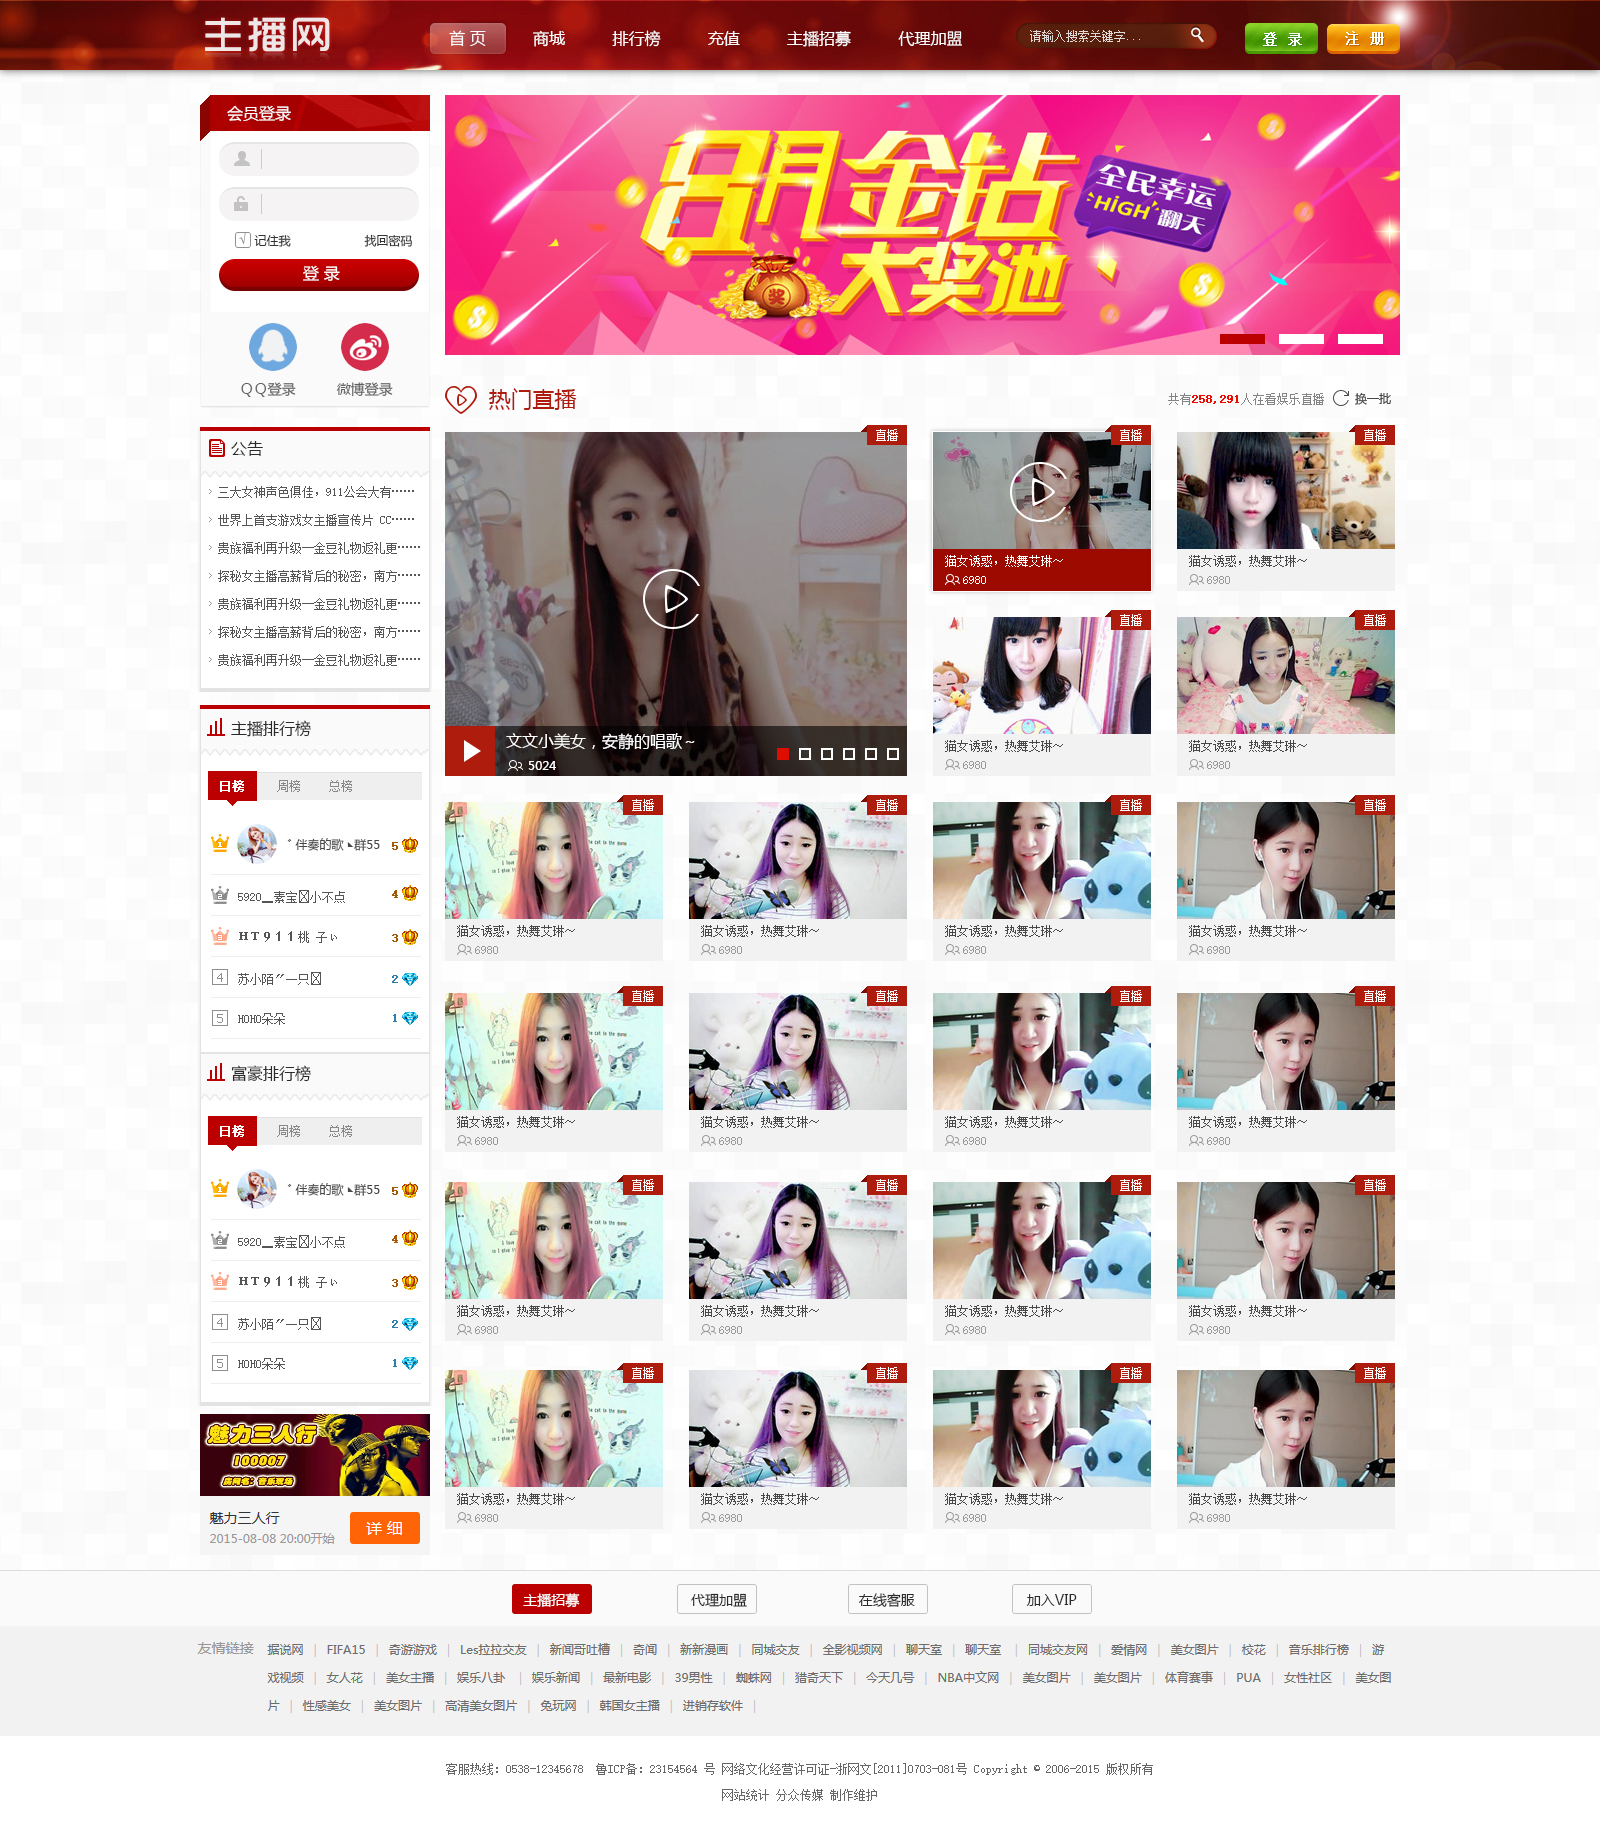 主播网
首 页 商城 排行榜 充值 主播招募 代理加盟
请输入搜索关键字...
登 录 注 册
会员登录
记住我 找回密码
登 录
QQ登录 微博登录
8月金钻
大奖池
全民幸运
HiGH 翻天
奖
热门直播
共有258,291人在看娱乐直播 换一批
公告
三大女神声色俱佳，911公会大有……
世界上首支游戏女主播宣传片 CC……
贵族福利再升级—金豆礼物返礼更……
探秘女主播高薪背后的秘密，南方……
贵族福利再升级—金豆礼物返礼更……
探秘女主播高薪背后的秘密，南方……
贵族福利再升级—金豆礼物返礼更……
直播
文文小美女，安静的唱歌~
5024
直播 直播
猫女诱惑，热舞艾琳～ 猫女诱惑，热舞艾琳～
6980 6980
直播 直播
猫女诱惑，热舞艾琳～ 猫女诱惑，热舞艾琳～
6980 6980
主播排行榜
日榜 周榜 总榜
1 ゜伴奏的歌ゝ群55 5
2 5920__素宝小不点 4
3 HT911桃 子ぃ 3
4 苏小陌〃一只 2
5 HOHO朵朵 1
富豪排行榜
日榜 周榜 总榜
1 ゜伴奏的歌ゝ群55 5
2 5920__素宝小不点 4
3 HT911桃 子ぃ 3
4 苏小陌〃一只 2
5 HOHO朵朵 1
直播 直播 直播 直播
猫女诱惑，热舞艾琳～ 猫女诱惑，热舞艾琳～ 猫女诱惑，热舞艾琳～ 猫女诱惑，热舞艾琳～
6980 6980 6980 6980
直播 直播 直播 直播
猫女诱惑，热舞艾琳～ 猫女诱惑，热舞艾琳～ 猫女诱惑，热舞艾琳～ 猫女诱惑，热舞艾琳～
6980 6980 6980 6980
直播 直播 直播 直播
猫女诱惑，热舞艾琳～ 猫女诱惑，热舞艾琳～ 猫女诱惑，热舞艾琳～ 猫女诱惑，热舞艾琳～
6980 6980 6980 6980
直播 直播 直播 直播
猫女诱惑，热舞艾琳～ 猫女诱惑，热舞艾琳～ 猫女诱惑，热舞艾琳～ 猫女诱惑，热舞艾琳～
6980 6980 6980 6980
魅力三人行
100007
房间名：音乐现场
魅力三人行
2015-08-08 20:00开始
详 细
主播招募 代理加盟 在线客服 加入VIP
友情链接 据说网 | FIFA15 | 奇游游戏 | Les拉拉交友 | 新闻哥吐槽 | 奇闻 | 新新漫画 | 同城交友 | 全影视频网 | 聊天室 | 聊天室 | 同城交友网 | 爱情网 | 美女图片 | 校花 | 音乐排行榜 | 游
戏视频 | 女人花 | 美女主播 | 娱乐八卦 | 娱乐新闻 | 最新电影 | 39男性 | 蜘蛛网 | 猎奇天下 | 今天几号 | NBA中文网 | 美女图片 | 美女图片 | 体育赛事 | PUA | 女性社区 | 美女图
片 | 性感美女 | 美女图片 | 高清美女图片 | 兔玩网 | 韩国女主播 | 进销存软件 |
客服热线：0538-12345678 鲁ICP备：23154564 号 网络文化经营许可证-浙网文[2011]0703-081号 Copyright © 2006-2015 版权所有
网站统计 分众传媒 制作维护